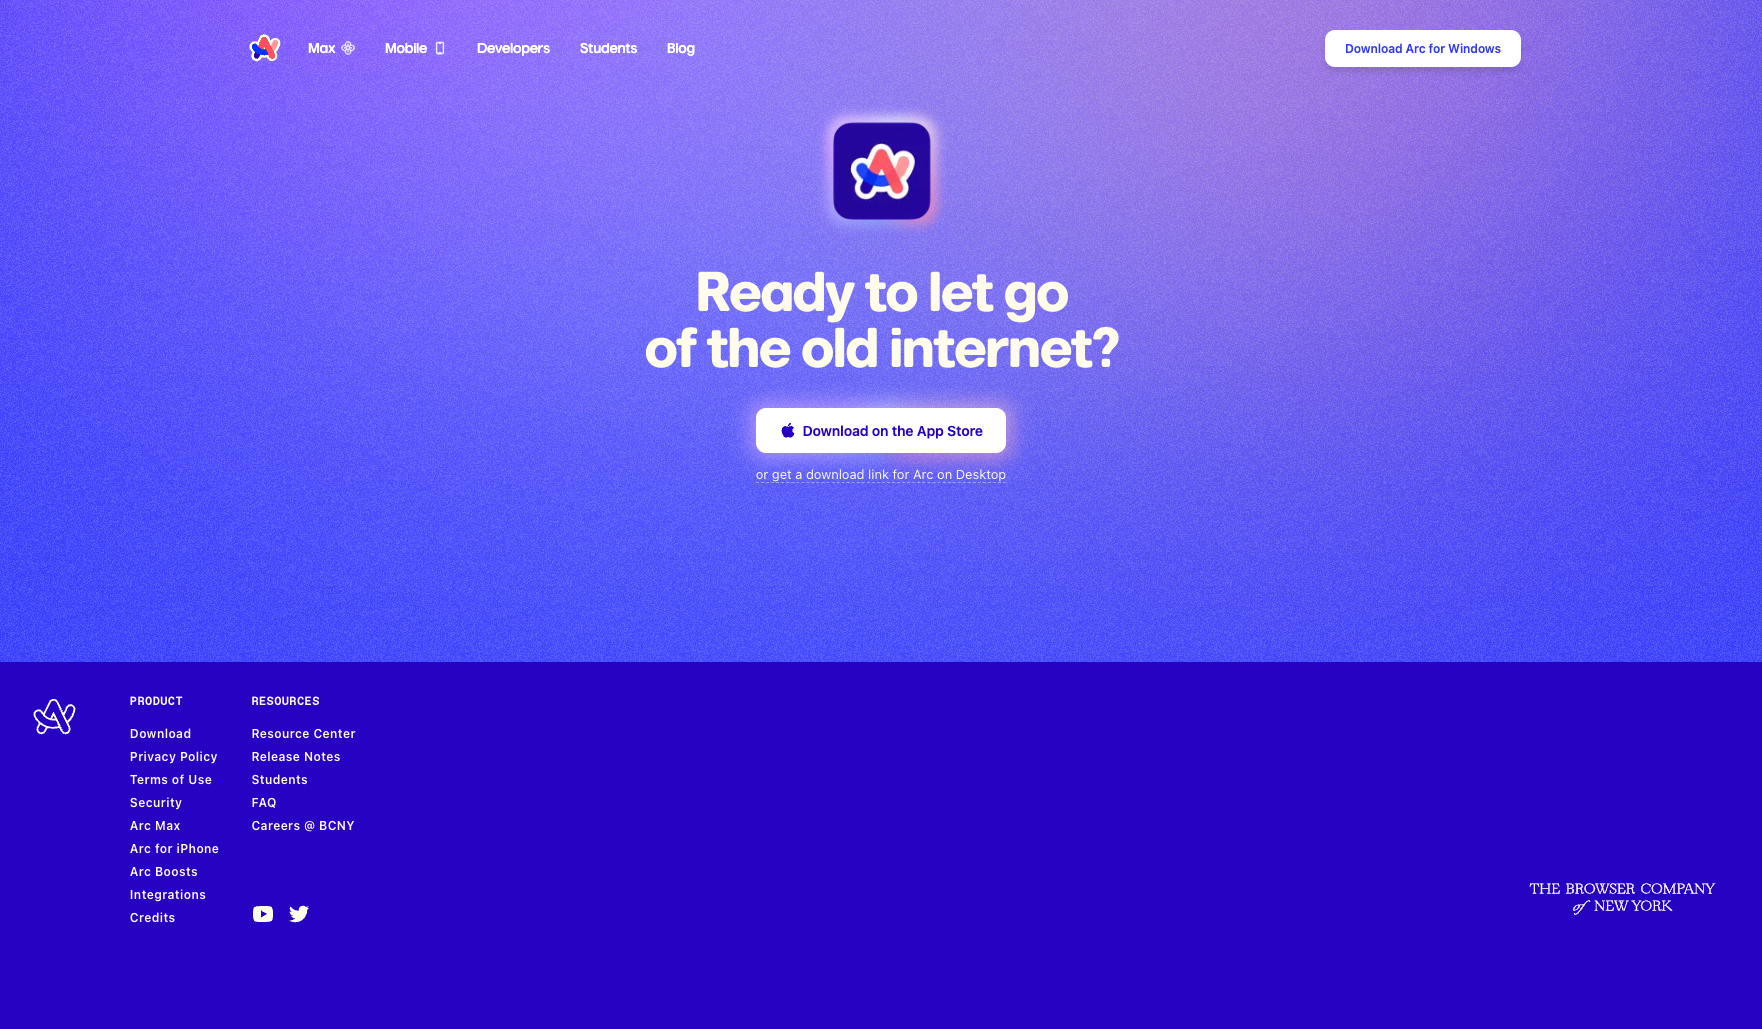 Max
Mobile
Developers
Students
Blog
Download Arc for Windows
Ready to let go
of the old internet?
Download on the App Store
or get a download link for Arc on Desktop
PRODUCT
Download
Privacy Policy
Terms of Use
Security
Arc Max
Arc for iPhone
Arc Boosts
Integrations
Credits
RESOURCES
Resource Center
Release Notes
Students
FAQ
Careers @ BCNY
THE BROWSER COMPANY
of NEW YORK